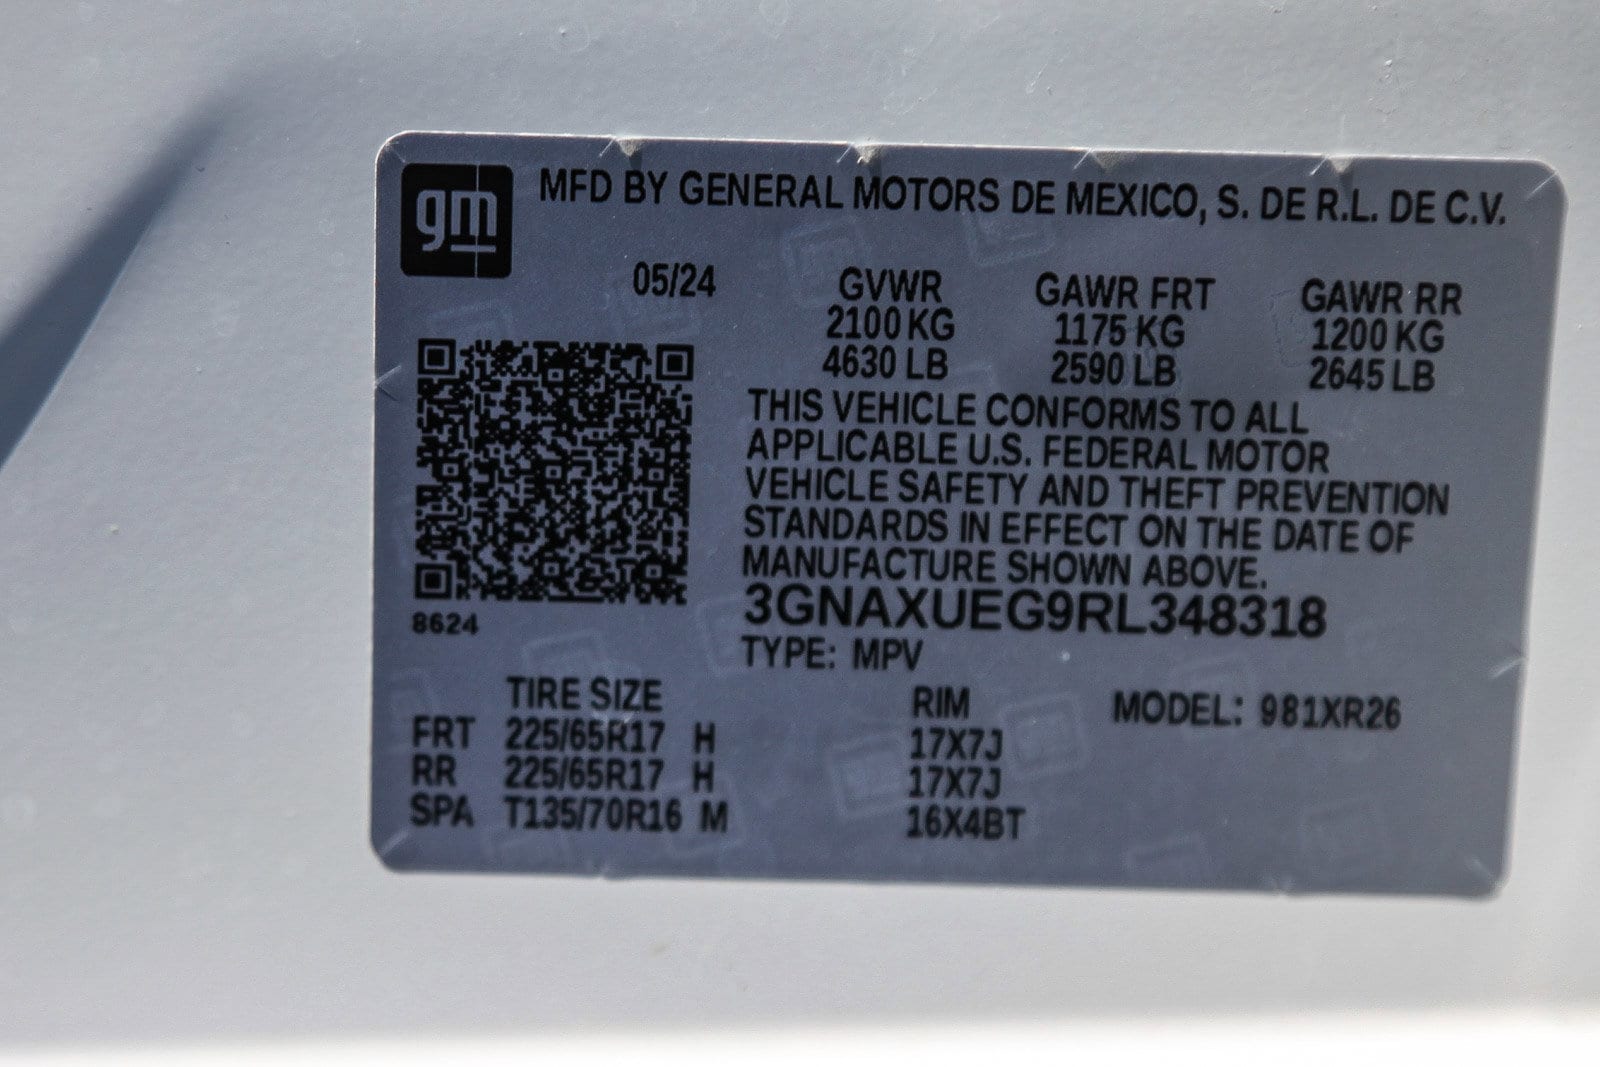 gm
MFD BY GENERAL MOTORS DE MEXICO, S. DE R.L. DE C.V.
05/24 GVWR GAWR FRT GAWR RR
2100 KG 1175 KG 1200 KG
4630 LB 2590 LB 2645 LB
THIS VEHICLE CONFORMS TO ALL
APPLICABLE U.S. FEDERAL MOTOR
VEHICLE SAFETY AND THEFT PREVENTION
STANDARDS IN EFFECT ON THE DATE OF
MANUFACTURE SHOWN ABOVE.
3GNAXUEG9RL348318
8624
TYPE: MPV
TIRE SIZE RIM MODEL: 981XR26
FRT 225/65R17 H 17X7J
RR 225/65R17 H 17X7J
SPA T135/70R16 M 16X4BT